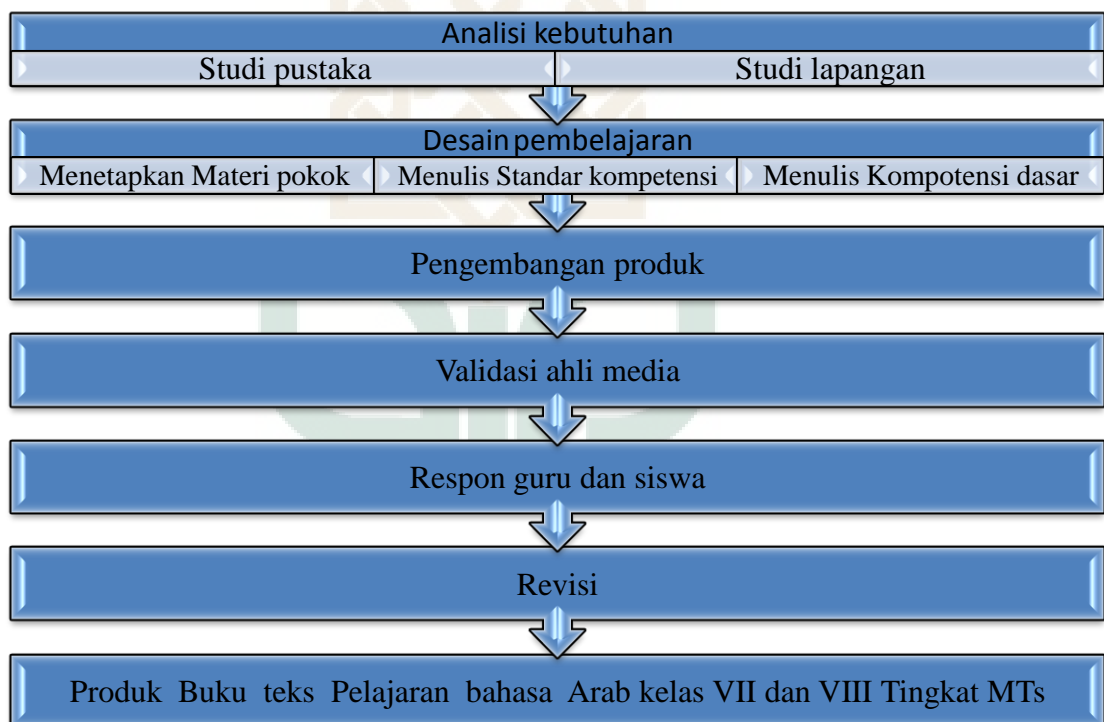 Analisi kebutuhan
Studi pustaka Studi lapangan
Desain pembelajaran
Menetapkan Materi pokok Menulis Standar kompetensi Menulis Kompotensi dasar
Pengembangan produk
Validasi ahli media
Respon guru dan siswa
Revisi
Produk Buku teks Pelajaran bahasa Arab kelas VII dan VIII Tingkat MTs